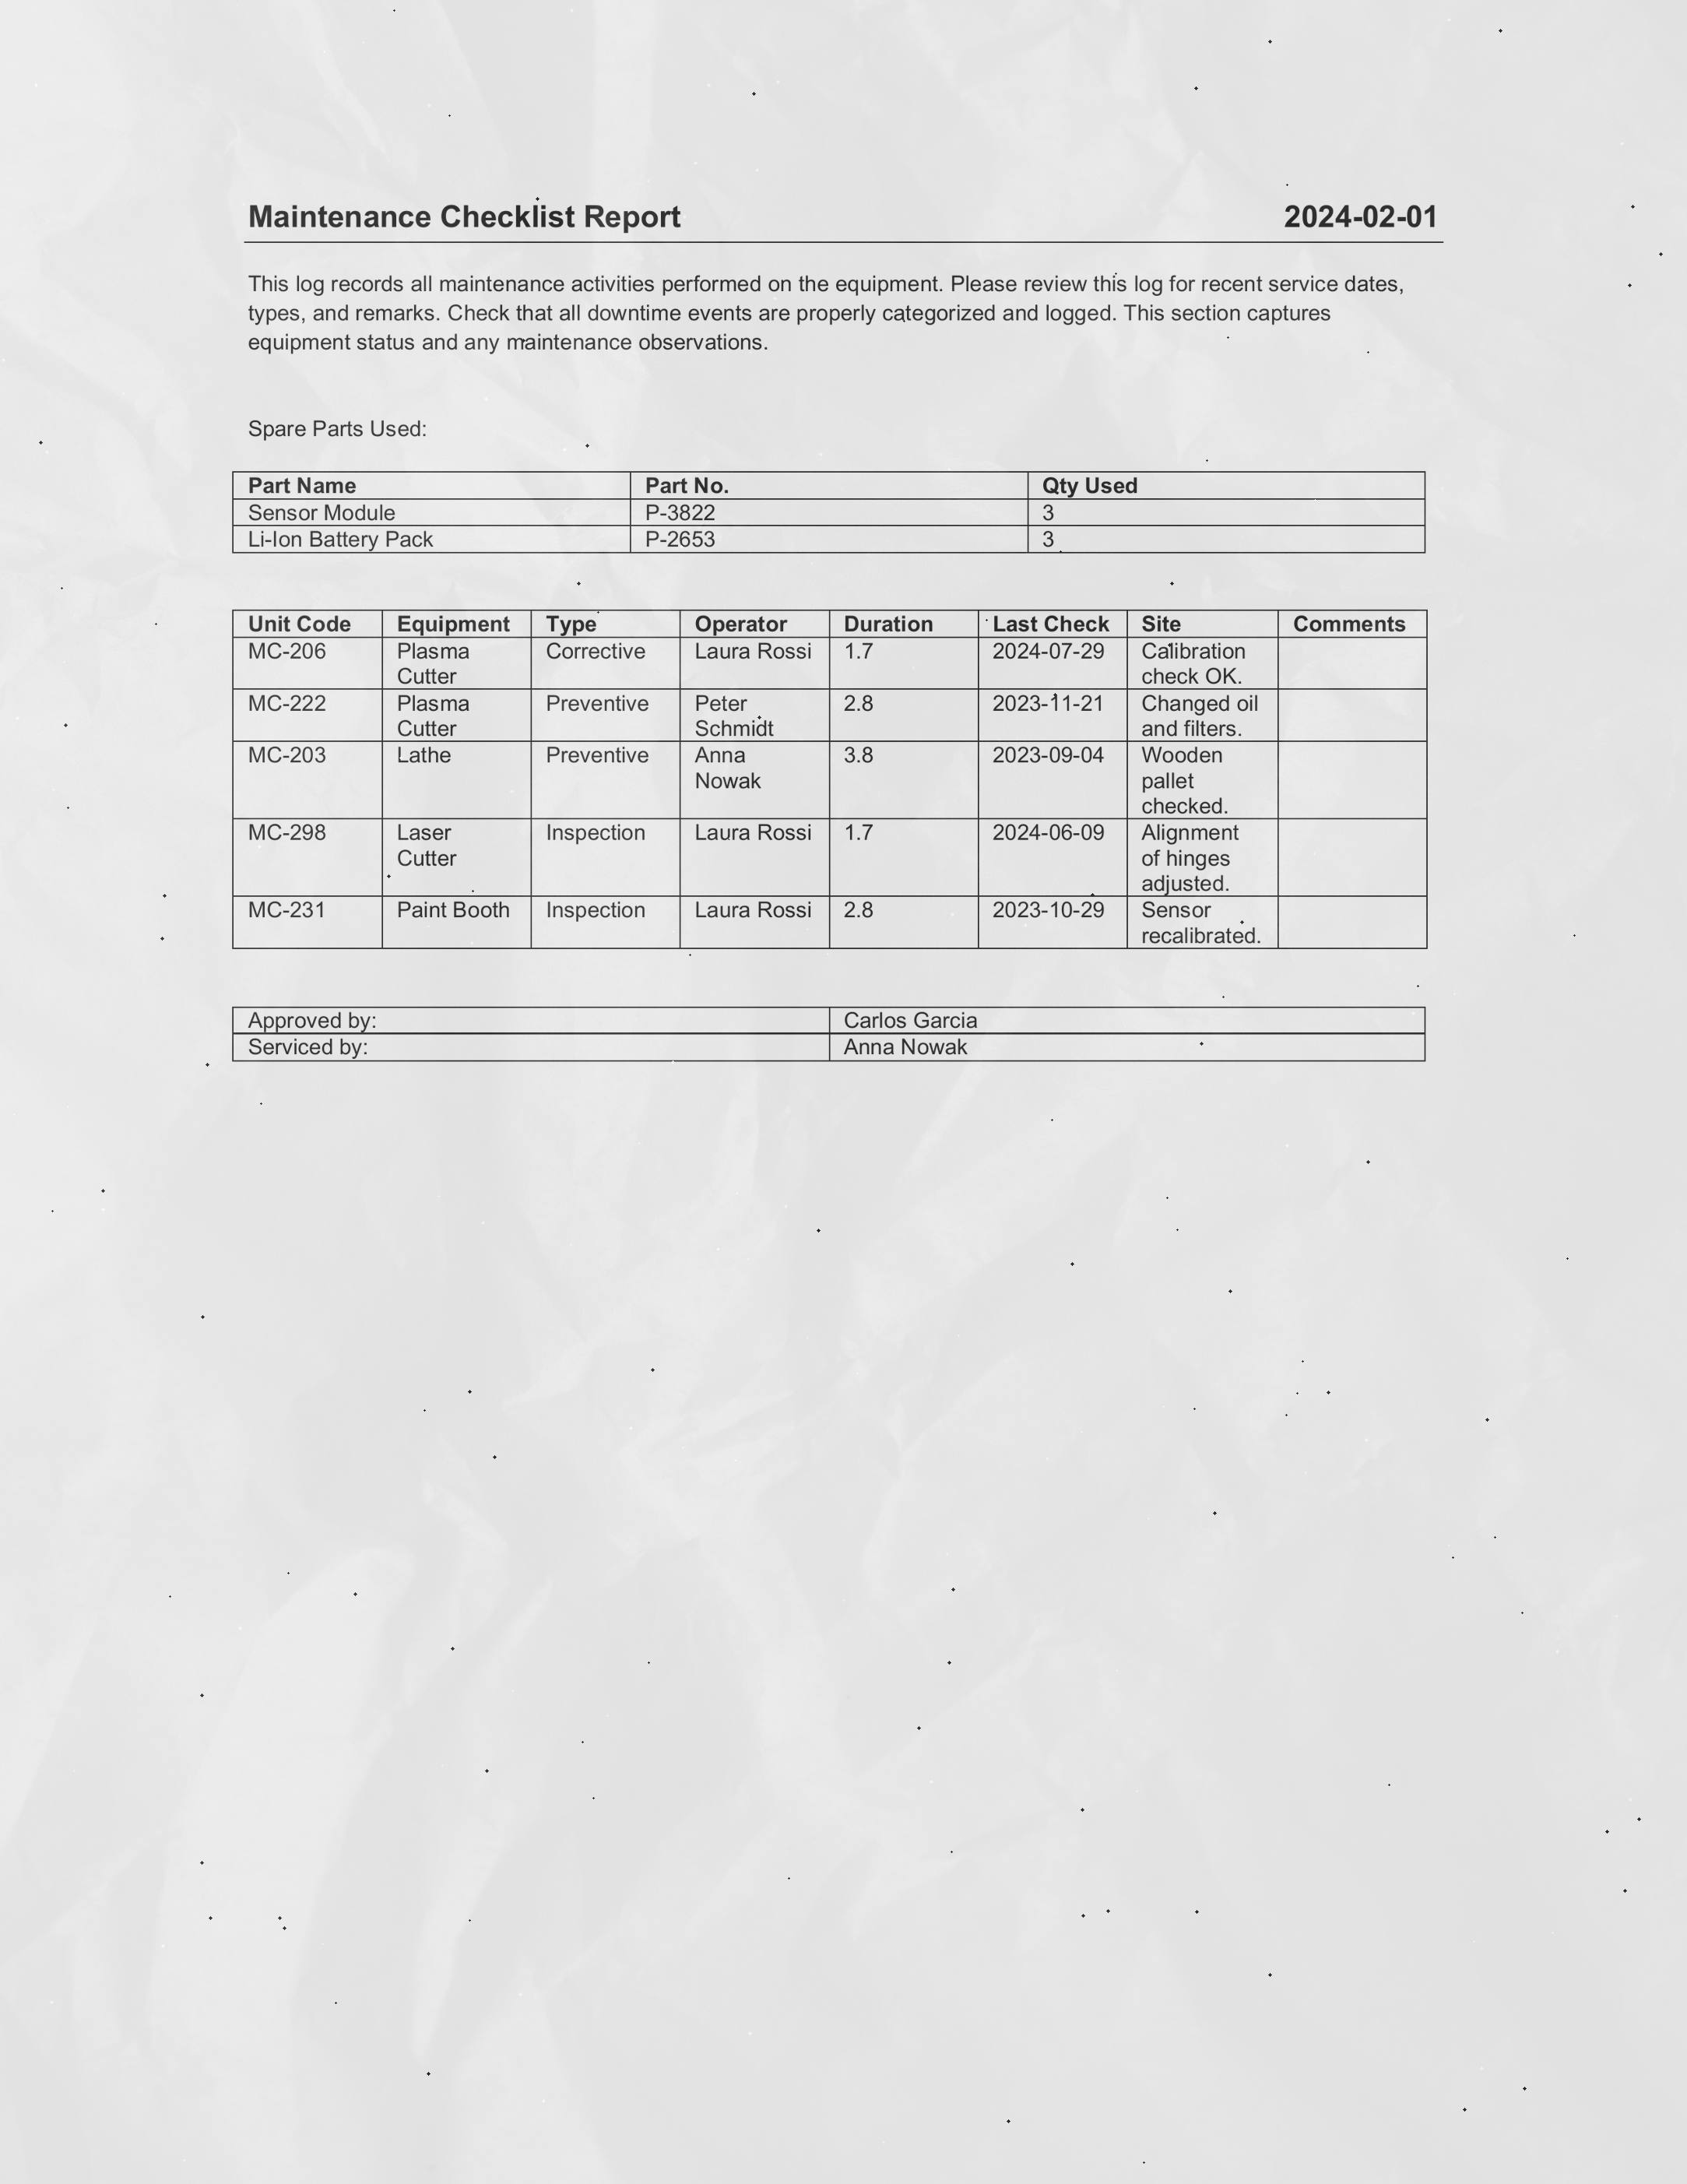 Maintenance Checklist Report 2024-02-01
This log records all maintenance activities performed on the equipment. Please review this log for recent service dates,
types, and remarks. Check that all downtime events are properly categorized and logged. This section captures
equipment status and any maintenance observations.
Spare Parts Used:
Part Name Part No. Qty Used
Sensor Module P-3822 3
Li-Ion Battery Pack P-2653 3
Unit Code Equipment Type Operator Duration Last Check Site Comments
MC-206 Plasma Corrective Laura Rossi 1.7 2024-07-29 Calibration
Cutter check OK.
MC-222 Plasma Preventive Peter 2.8 2023-11-21 Changed oil
Cutter Schmidt and filters.
MC-203 Lathe Preventive Anna 3.8 2023-09-04 Wooden
Nowak pallet
checked.
MC-298 Laser Inspection Laura Rossi 1.7 2024-06-09 Alignment
Cutter of hinges
adjusted.
MC-231 Paint Booth Inspection Laura Rossi 2.8 2023-10-29 Sensor
recalibrated.
Approved by: Carlos Garcia
Serviced by: Anna Nowak